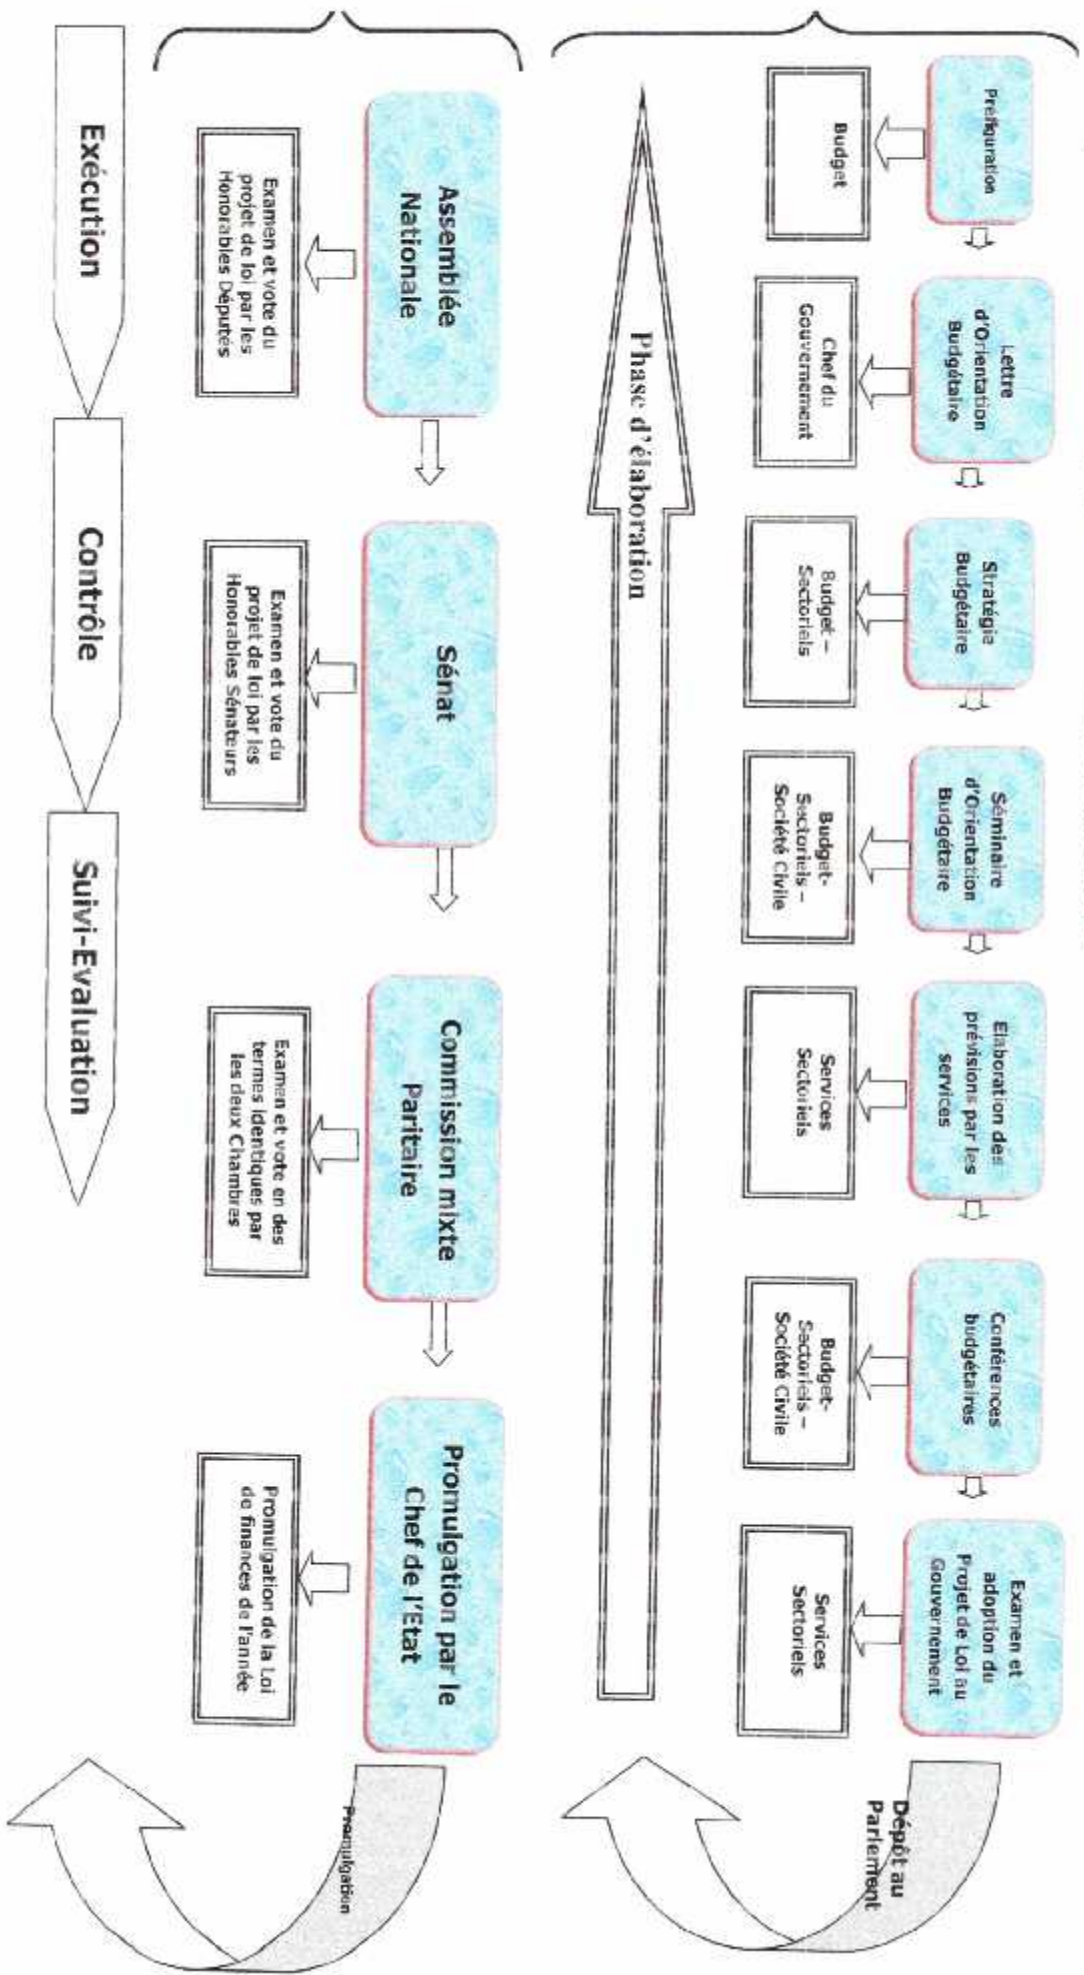 Préfiguration
Budget
Lettre
d'Orientation
Budgétaire
Chef du
Gouvernement
Stratégie
Budgétaire
Budget –
Sectoriels
Séminaire
d'Orientation
Budgétaire
Budget-
Sectoriels –
Société Civile
Elaboration des
prévisions par les
services
Services
Sectoriels
Conférences
budgétaires
Budget-
Sectoriels –
Société Civile
Examen et
adoption du
Projet de Loi au
Gouvernement
Services
Sectoriels
Dépôt au
Parlement
Phase d'élaboration
Assemblée
Nationale
Examen et vote du
projet de loi par les
Honorables Députés
Sénat
Examen et vote du
projet de loi par les
Honorables Sénateurs
Commission mixte
Paritaire
Examen et vote en des
termes identiques par
les deux Chambres
Promulgation par le
Chef de l'Etat
Promulgation de la Loi
de finances de l'année
Promulgation
Exécution
Contrôle
Suivi-Evaluation